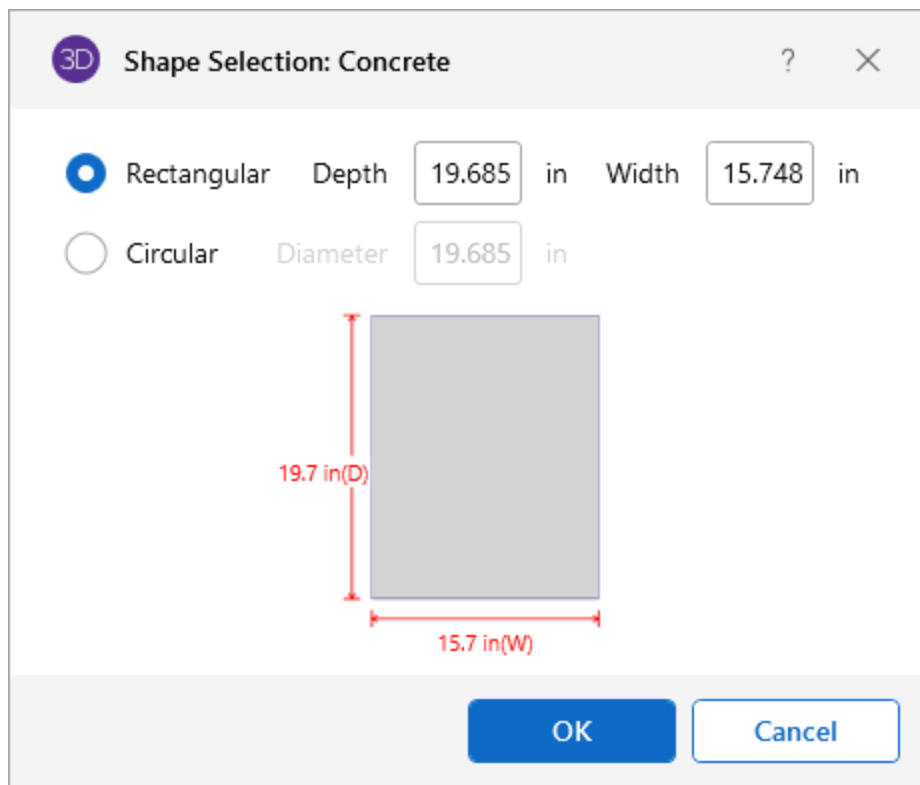 3D Shape Selection: Concrete ?
Rectangular Depth 19.685 in Width 15.748 in
Circular Diameter 19.685 in
19.7 in(D)
15.7 in(W)
OK Cancel